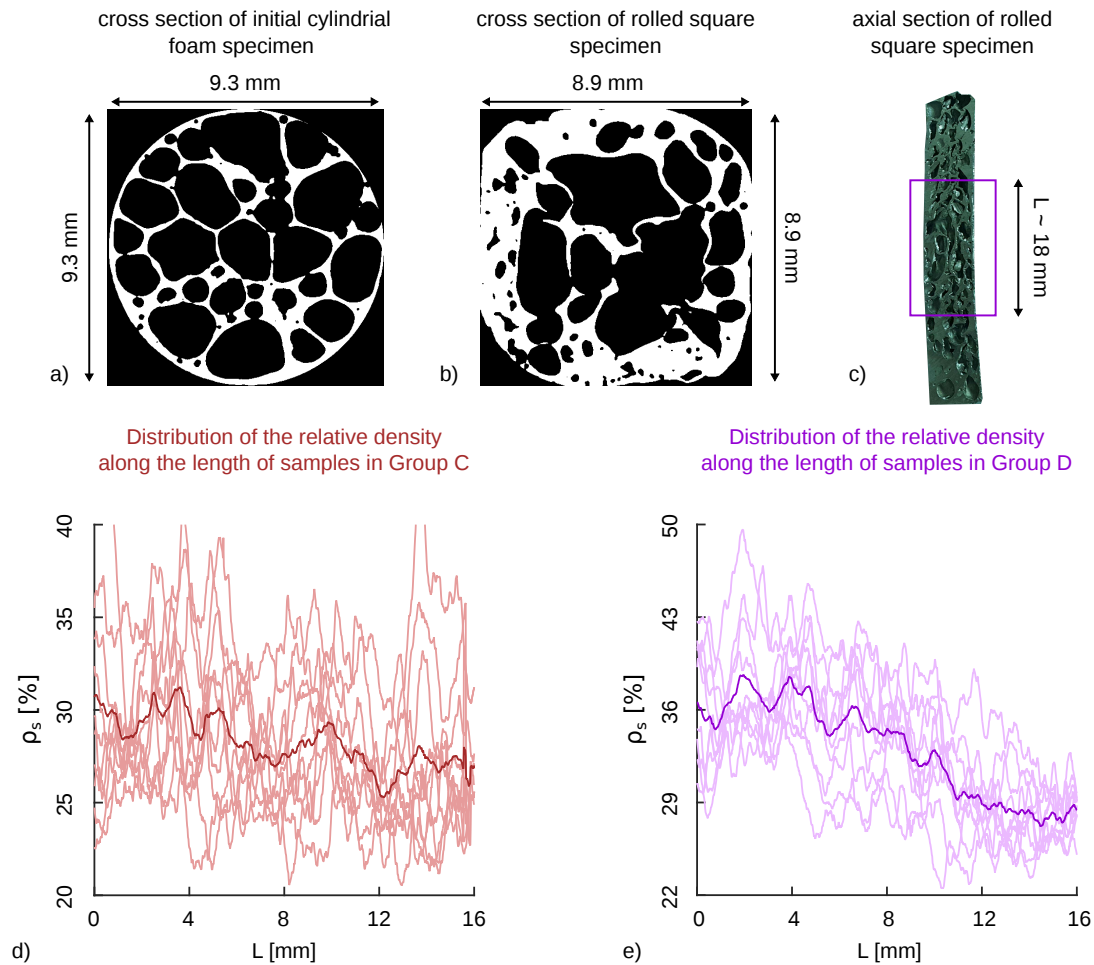 cross section of initial cylindrial
foam specimen
cross section of rolled square
specimen
axial section of rolled
square specimen
9.3 mm
8.9 mm
9.3 mm
8.9 mm
L ~ 18 mm
a)
b)
c)
Distribution of the relative density
along the length of samples in Group C
Distribution of the relative density
along the length of samples in Group D
40
35
30
25
20
ρs [%]
0
4
8
12
16
L [mm]
d)
50
43
36
29
22
ρs [%]
0
4
8
12
16
L [mm]
e)